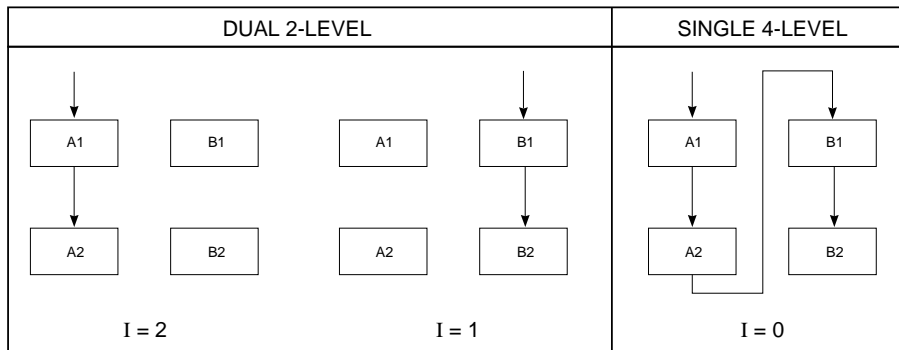 DUAL 2-LEVEL
SINGLE 4-LEVEL
A1
B1
A1
B1
A1
B1
A2
B2
A2
B2
A2
B2
I = 2
I = 1
I = 0